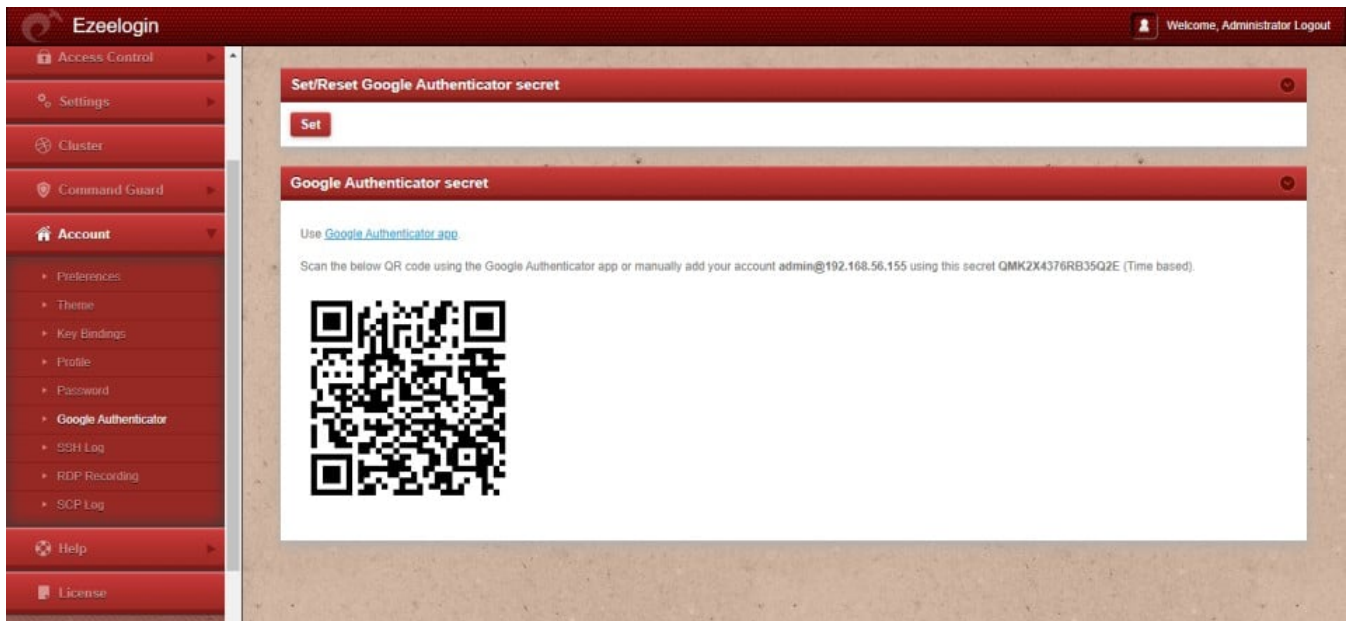 Ezeelogin
Welcome, Administrator Logout
Access Control
Settings
Cluster
Command Guard
Account
Preferences
Theme
Key Bindings
Profile
Password
Google Authenticator
SSH Log
RDP Recording
SCP Log
Help
License
Set/Reset Google Authenticator secret
Set
Google Authenticator secret
Use Google Authenticator app.
Scan the below QR code using the Google Authenticator app or manually add your account admin@192.168.56.155 using this secret QMK2X4376RB35Q2E (Time based).